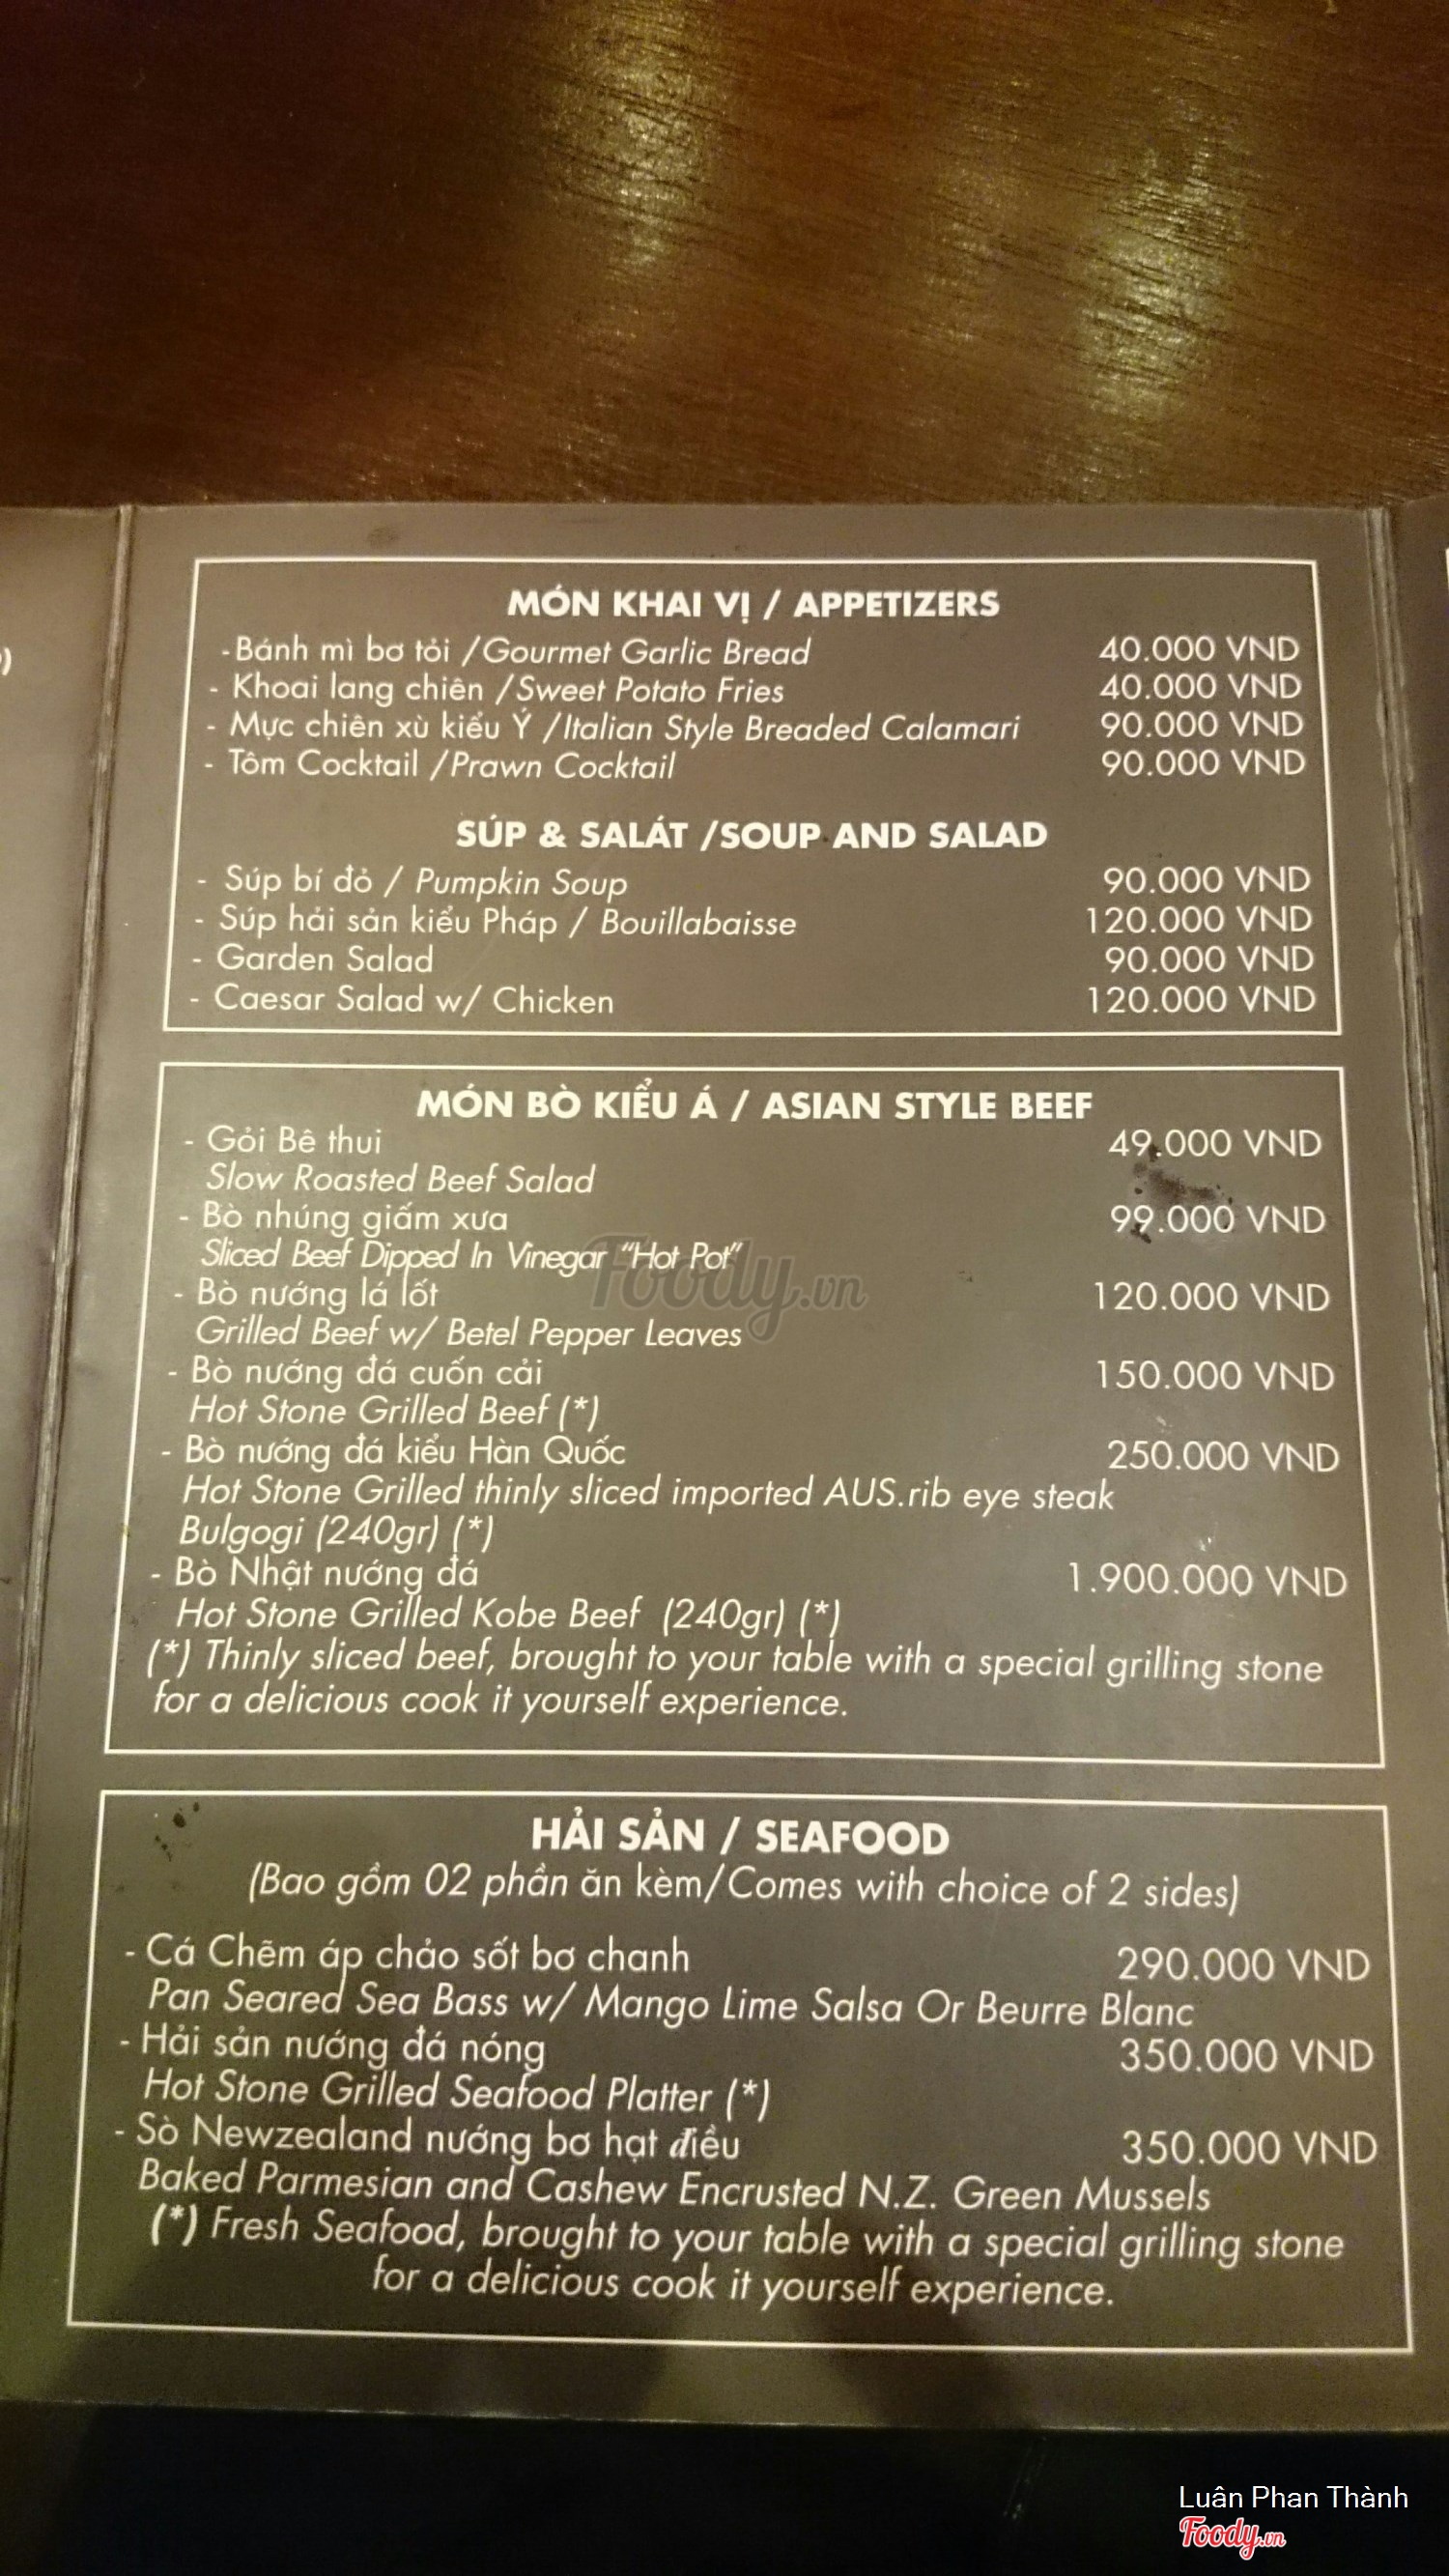 )
MÓN KHAI VỊ / APPETIZERS
- Bánh mì bơ tỏi / Gourmet Garlic Bread 40.000 VND
- Khoai lang chiên / Sweet Potato Fries 40.000 VND
- Mực chiên xù kiểu Ý / Italian Style Breaded Calamari 90.000 VND
- Tôm Cocktail / Prawn Cocktail 90.000 VND
SÚP & SALÁT / SOUP AND SALAD
- Súp bí đỏ / Pumpkin Soup 90.000 VND
- Súp hải sản kiểu Pháp / Bouillabaisse 120.000 VND
- Garden Salad 90.000 VND
- Caesar Salad w/ Chicken 120.000 VND
MÓN BÒ KIỂU Á / ASIAN STYLE BEEF
- Gỏi Bê thui 49.000 VND
Slow Roasted Beef Salad
- Bò nhúng giấm xưa 99.000 VND
Sliced Beef Dipped In Vinegar “Hot Pot”
- Bò nướng lá lốt 120.000 VND
Grilled Beef w/ Betel Pepper Leaves
- Bò nướng đá cuốn cải 150.000 VND
Hot Stone Grilled Beef (*)
- Bò nướng đá kiểu Hàn Quốc 250.000 VND
Hot Stone Grilled thinly sliced imported AUS.rib eye steak
Bulgogi (240gr) (*)
- Bò Nhật nướng đá 1.900.000 VND
Hot Stone Grilled Kobe Beef (240gr) (*)
(*) Thinly sliced beef, brought to your table with a special grilling stone
for a delicious cook it yourself experience.
HẢI SẢN / SEAFOOD
(Bao gồm 02 phần ăn kèm/Comes with choice of 2 sides)
- Cá Chẽm áp chảo sốt bơ chanh 290.000 VND
Pan Seared Sea Bass w/ Mango Lime Salsa Or Beurre Blanc
- Hải sản nướng đá nóng 350.000 VND
Hot Stone Grilled Seafood Platter (*)
- Sò Newzealand nướng bơ hạt điều 350.000 VND
Baked Parmesian and Cashew Encrusted N.Z. Green Mussels
(*) Fresh Seafood, brought to your table with a special grilling stone
for a delicious cook it yourself experience.
Foody.vn
Luân Phan Thành
Foody.vn